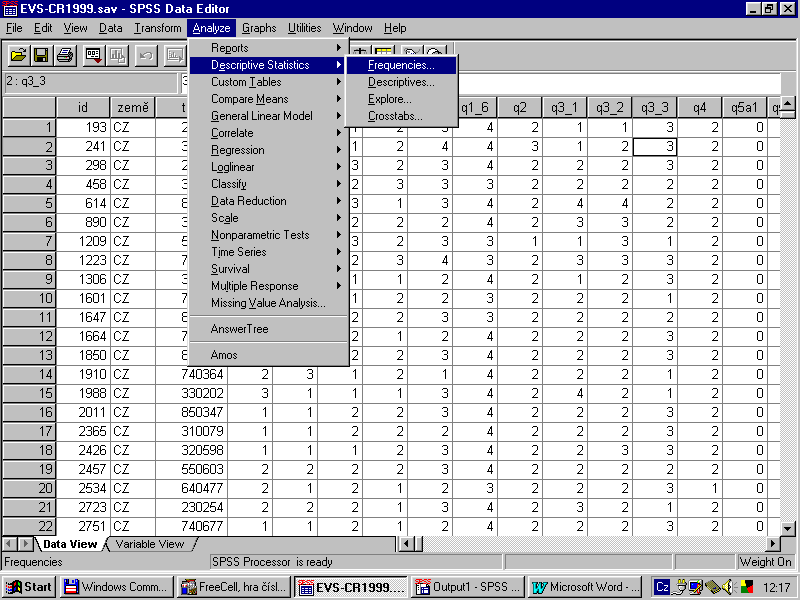 EVS-CR1999.sav - SPSS Data Editor
File Edit View Data Transform Analyze Graphs Utilities Window Help
2 : q3_3 3
Reports
Descriptive Statistics
Custom Tables
Compare Means
General Linear Model
Correlate
Regression
Loglinear
Classify
Data Reduction
Scale
Nonparametric Tests
Time Series
Survival
Multiple Response
Missing Value Analysis...
AnswerTree
Amos
Frequencies...
Descriptives...
Explore...
Crosstabs...
id země t q1_6 q2 q3_1 q3_2 q3_3 q4 q5a1 q
1 193 CZ 2 1 2 3 4 2 1 1 3 2 0
2 241 CZ 3 1 2 4 4 3 1 2 3 2 0
3 298 CZ 2 3 2 3 4 2 2 2 2 2 0
4 458 CZ 3 2 3 3 3 2 2 2 2 2 0
5 614 CZ 8 3 1 3 4 2 4 4 2 2 0
6 890 CZ 3 2 2 2 4 2 3 3 2 2 0
7 1209 CZ 5 3 2 3 3 1 1 3 1 2 0
8 1223 CZ 7 2 3 4 3 2 3 3 2 2 0
9 1306 CZ 3 1 1 2 4 2 1 2 2 2 0
10 1601 CZ 7 1 2 2 3 2 2 2 1 2 0
11 1647 CZ 8 2 2 2 3 2 2 2 2 2 0
12 1664 CZ 7 2 1 2 4 2 2 2 1 2 0
13 1850 CZ 8 2 2 3 4 2 2 2 3 2 0
14 1910 CZ 740364 2 3 1 2 1 4 2 2 2 1 2 0
15 1988 CZ 330202 3 1 1 1 3 4 2 4 2 1 2 0
16 2011 CZ 850347 1 1 2 2 3 4 2 2 2 3 2 0
17 2365 CZ 310079 1 1 2 2 2 4 2 2 2 3 2 0
18 2426 CZ 320598 1 1 2 1 3 4 2 2 3 3 2 0
19 2457 CZ 550603 2 2 2 2 3 4 2 2 2 2 2 0
20 2534 CZ 640477 2 1 2 1 2 3 2 2 2 3 1 0
21 2723 CZ 230254 2 2 1 2 3 4 2 3 2 1 2 0
22 2751 CZ 740677 1 1 2 1 2 4 2 2 2 3 2 0
Data View Variable View
Frequencies SPSS Processor is ready Weight On
Start Windows Comm... FreeCell, hra čísl... EVS-CR1999.... Output1 - SPSS ... Microsoft Word - ... Cz 12:17